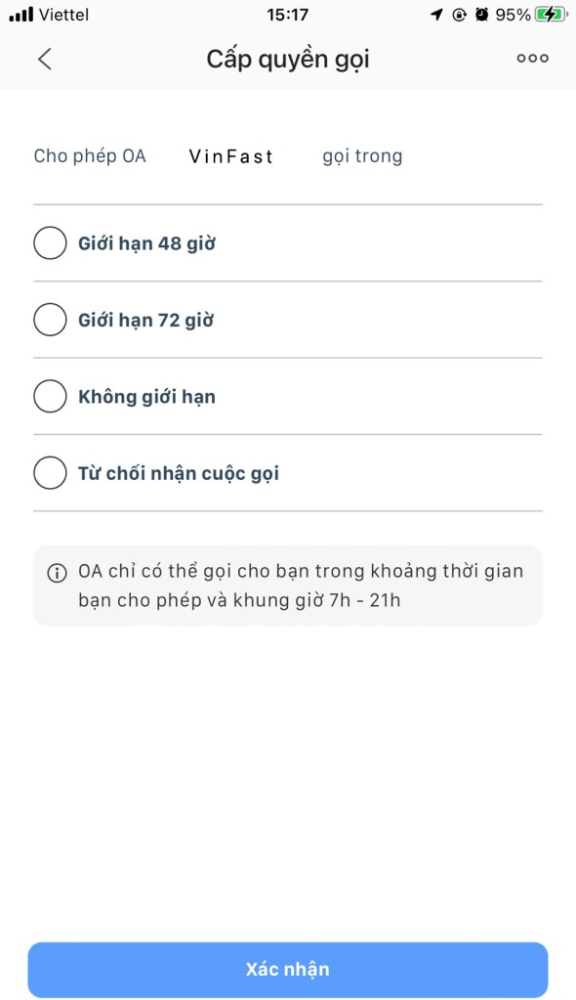 Viettel 15:17 95%
Cấp quyền gọi
Cho phép OA VinFast gọi trong
Giới hạn 48 giờ
Giới hạn 72 giờ
Không giới hạn
Từ chối nhận cuộc gọi
OA chỉ có thể gọi cho bạn trong khoảng thời gian
bạn cho phép và khung giờ 7h - 21h
Xác nhận